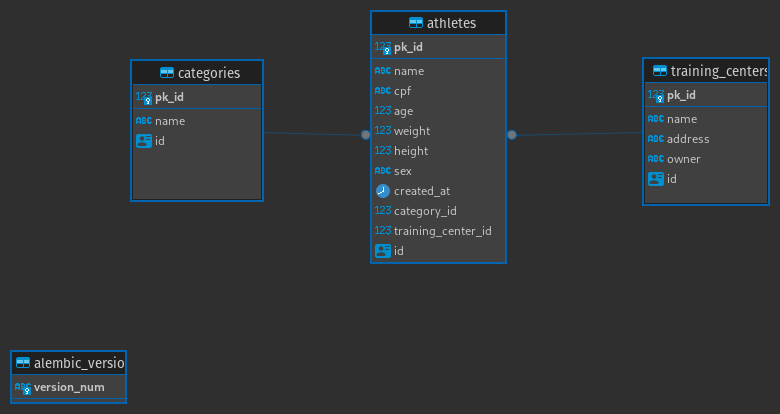 categories
123 pk_id
ABC name
id
athletes
123 pk_id
ABC name
ABC cpf
123 age
123 weight
123 height
ABC sex
created_at
123 category_id
123 training_center_id
id
training_centers
123 pk_id
ABC name
ABC address
ABC owner
id
alembic_versio
ABC version_num